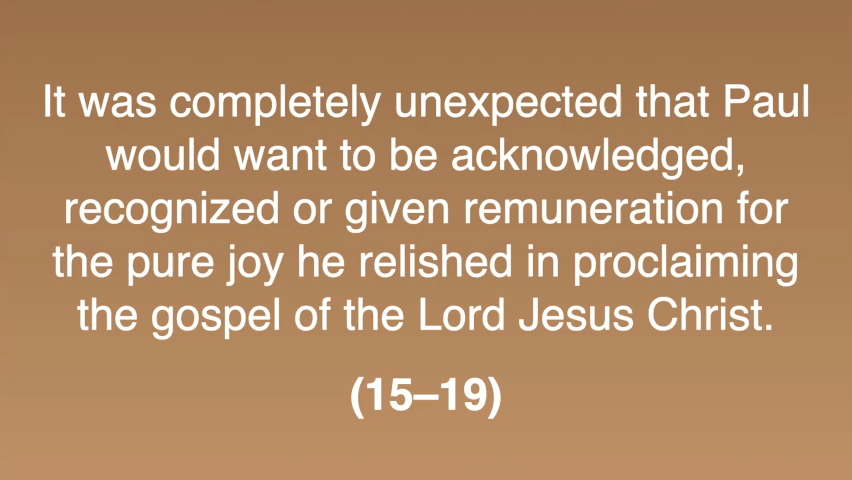 It was completely unexpected that Paul
would want to be acknowledged,
recognized or given remuneration for
the pure joy he relished in proclaiming
the gospel of the Lord Jesus Christ.
(15–19)